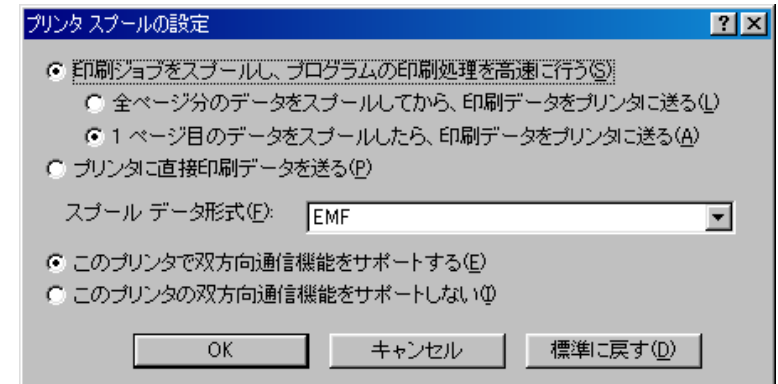 プリンタ スプールの設定
印刷ジョブをスプールし、プログラムの印刷処理を高速に行う(S)
全ページ分のデータをスプールしてから、印刷データをプリンタに送る(L)
1 ページ目のデータをスプールしたら、印刷データをプリンタに送る(A)
プリンタに直接印刷データを送る(P)
スプール データ形式(F): EMF
このプリンタで双方向通信機能をサポートする(E)
このプリンタの双方向通信機能をサポートしない(I)
OK キャンセル 標準に戻す(D)